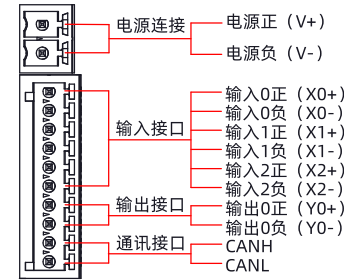 电源连接
电源正（V+）
电源负（V-）
输入接口
输入0正（X0+）
输入0负（X0-）
输入1正（X1+）
输入1负（X1-）
输入2正（X2+）
输入2负（X2-）
输出接口
输出0正（Y0+）
输出0负（Y0-）
通讯接口
CANH
CANL